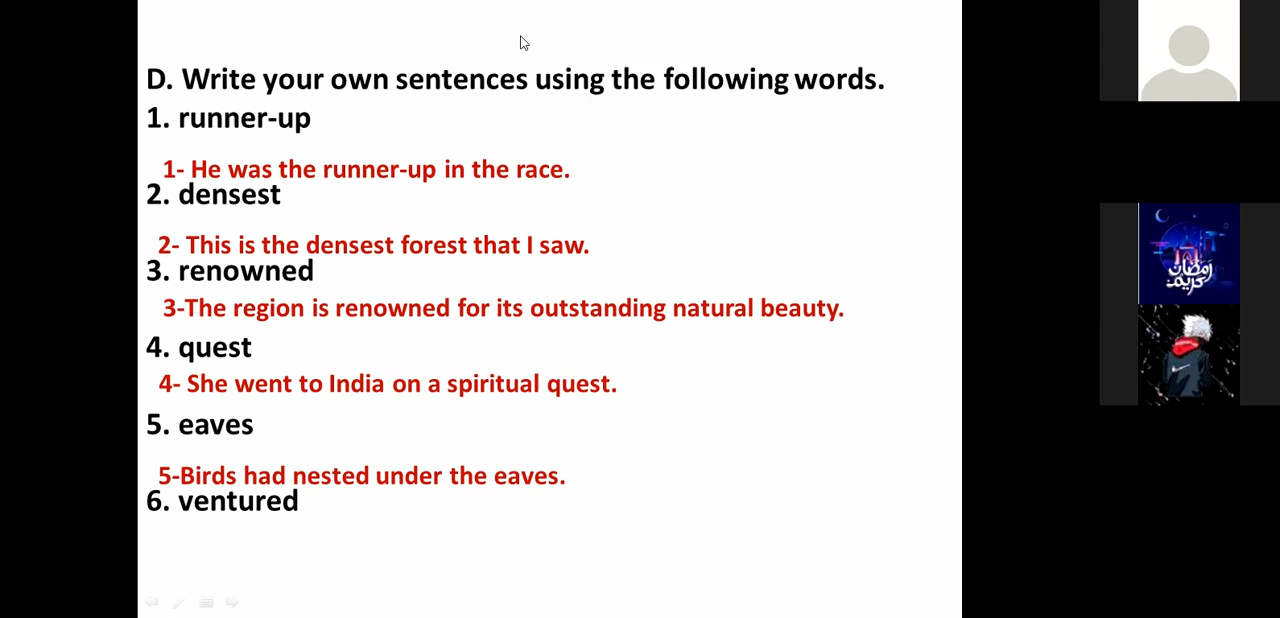 D. Write your own sentences using the following words.
1. runner-up
1- He was the runner-up in the race.
2. densest
2- This is the densest forest that I saw.
3. renowned
3-The region is renowned for its outstanding natural beauty.
4. quest
4- She went to India on a spiritual quest.
5. eaves
5-Birds had nested under the eaves.
6. ventured
رمضان
كريم